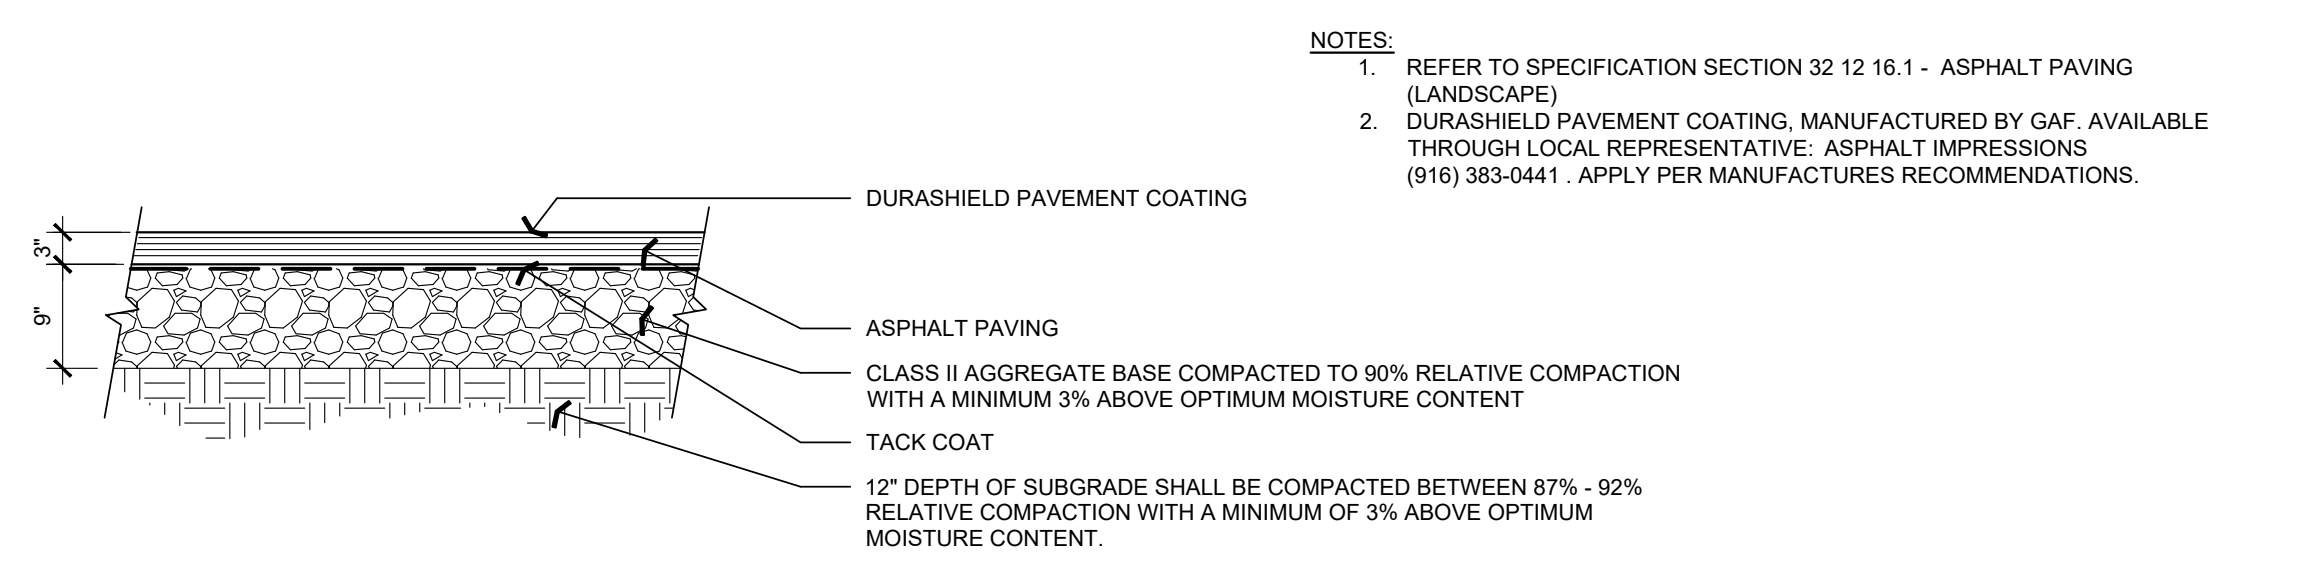 NOTES:
1. REFER TO SPECIFICATION SECTION 32 12 16.1 - ASPHALT PAVING
(LANDSCAPE)
2. DURASHIELD PAVEMENT COATING, MANUFACTURED BY GAF. AVAILABLE
THROUGH LOCAL REPRESENTATIVE: ASPHALT IMPRESSIONS
(916) 383-0441 . APPLY PER MANUFACTURES RECOMMENDATIONS.
DURASHIELD PAVEMENT COATING
3"
9"
ASPHALT PAVING
CLASS II AGGREGATE BASE COMPACTED TO 90% RELATIVE COMPACTION
WITH A MINIMUM 3% ABOVE OPTIMUM MOISTURE CONTENT
TACK COAT
12" DEPTH OF SUBGRADE SHALL BE COMPACTED BETWEEN 87% - 92%
RELATIVE COMPACTION WITH A MINIMUM OF 3% ABOVE OPTIMUM
MOISTURE CONTENT.